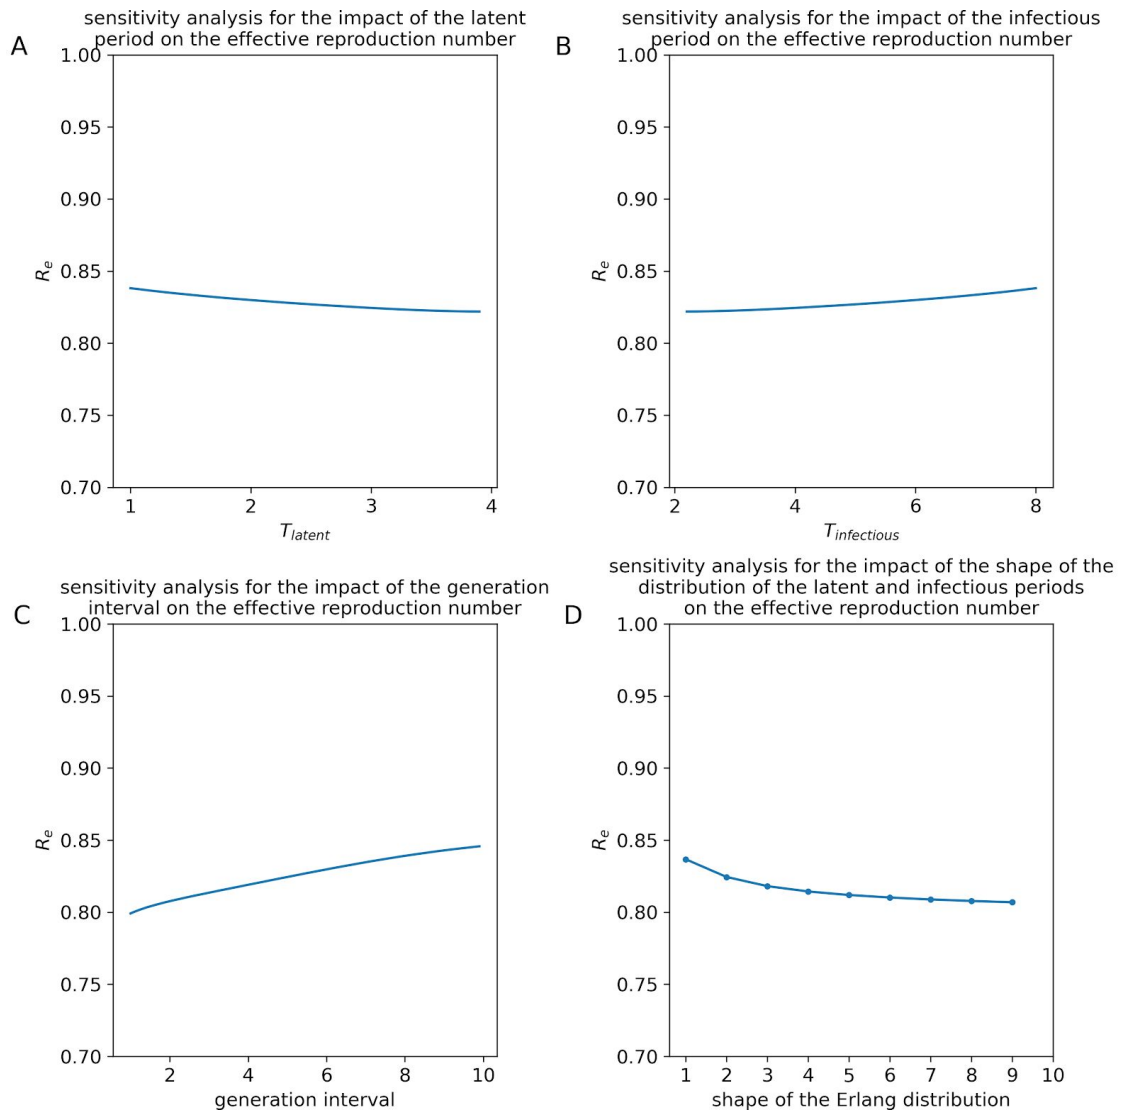 A
sensitivity analysis for the impact of the latent
period on the effective reproduction number
1.00
0.95
0.90
0.85
0.80
0.75
0.70
Re
1 2 3 4
Tlatent
B
sensitivity analysis for the impact of the infectious
period on the effective reproduction number
1.00
0.95
0.90
0.85
0.80
0.75
0.70
Re
2 4 6 8
Tinfectious
C
sensitivity analysis for the impact of the generation
interval on the effective reproduction number
1.00
0.95
0.90
0.85
0.80
0.75
0.70
Re
2 4 6 8 10
generation interval
D
sensitivity analysis for the impact of the shape of the
distribution of the latent and infectious periods
on the effective reproduction number
1.00
0.95
0.90
0.85
0.80
0.75
0.70
Re
1 2 3 4 5 6 7 8 9 10
shape of the Erlang distribution